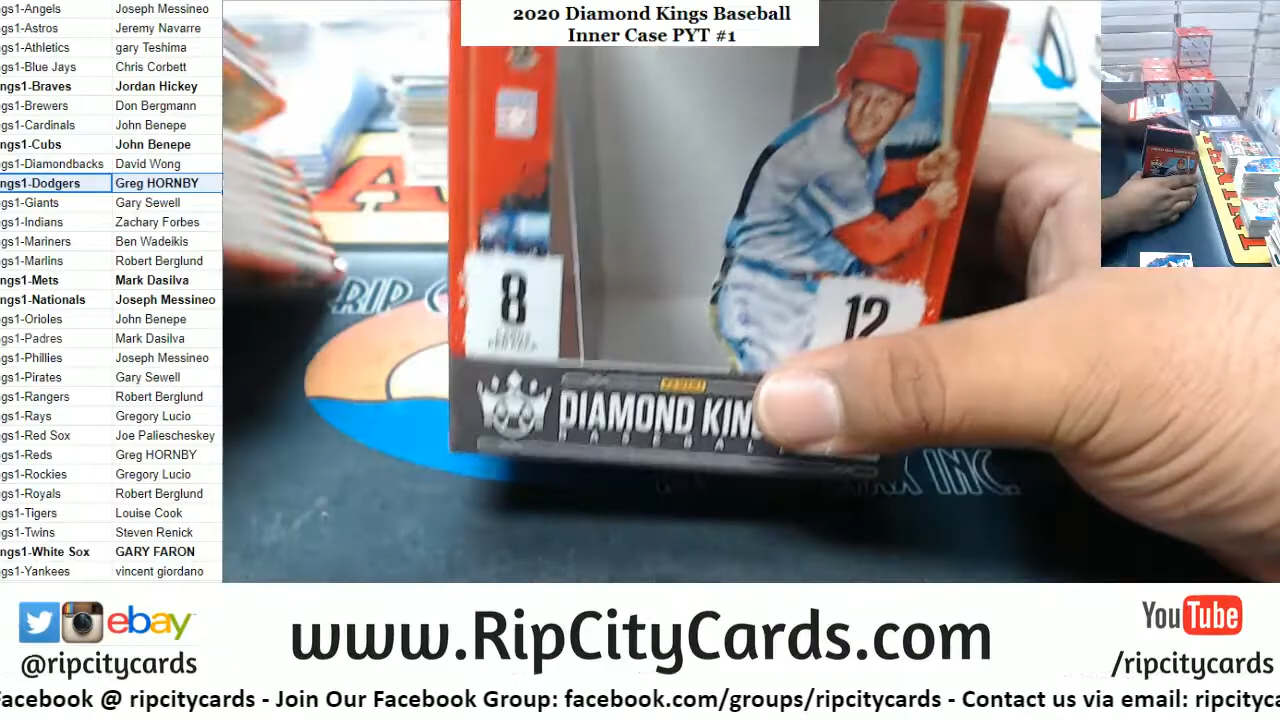 2020 Diamond Kings Baseball
Inner Case PYT #1
ngs1-Angels Joseph Messineo
ngs1-Astros Jeremy Navarre
ngs1-Athletics gary Teshima
ngs1-Blue Jays Chris Corbett
ngs1-Braves Jordan Hickey
ngs1-Brewers Don Bergmann
ngs1-Cardinals John Benepe
ngs1-Cubs John Benepe
ngs1-Diamondbacks David Wong
ngs1-Dodgers Greg HORNBY
ngs1-Giants Gary Sewell
ngs1-Indians Zachary Forbes
ngs1-Mariners Ben Wadeikis
ngs1-Marlins Robert Berglund
ngs1-Mets Mark Dasilva
ngs1-Nationals Joseph Messineo
ngs1-Orioles John Benepe
ngs1-Padres Mark Dasilva
ngs1-Phillies Joseph Messineo
ngs1-Pirates Gary Sewell
ngs1-Rangers Robert Berglund
ngs1-Rays Gregory Lucio
ngs1-Red Sox Joe Paliescheskey
ngs1-Reds Greg HORNBY
ngs1-Rockies Gregory Lucio
ngs1-Royals Robert Berglund
ngs1-Tigers Louise Cook
ngs1-Twins Steven Renick
ngs1-White Sox GARY FARON
ngs1-Yankees vincent giordano
RIP C
8
12
PANINI
DIAMOND KIN
BASEBALL
INC.
ebay
@ripcitycards
www.RipCityCards.com
YouTube
/ripcitycards
Facebook @ ripcitycards - Join Our Facebook Group: facebook.com/groups/ripcitycards - Contact us via email: ripcityca